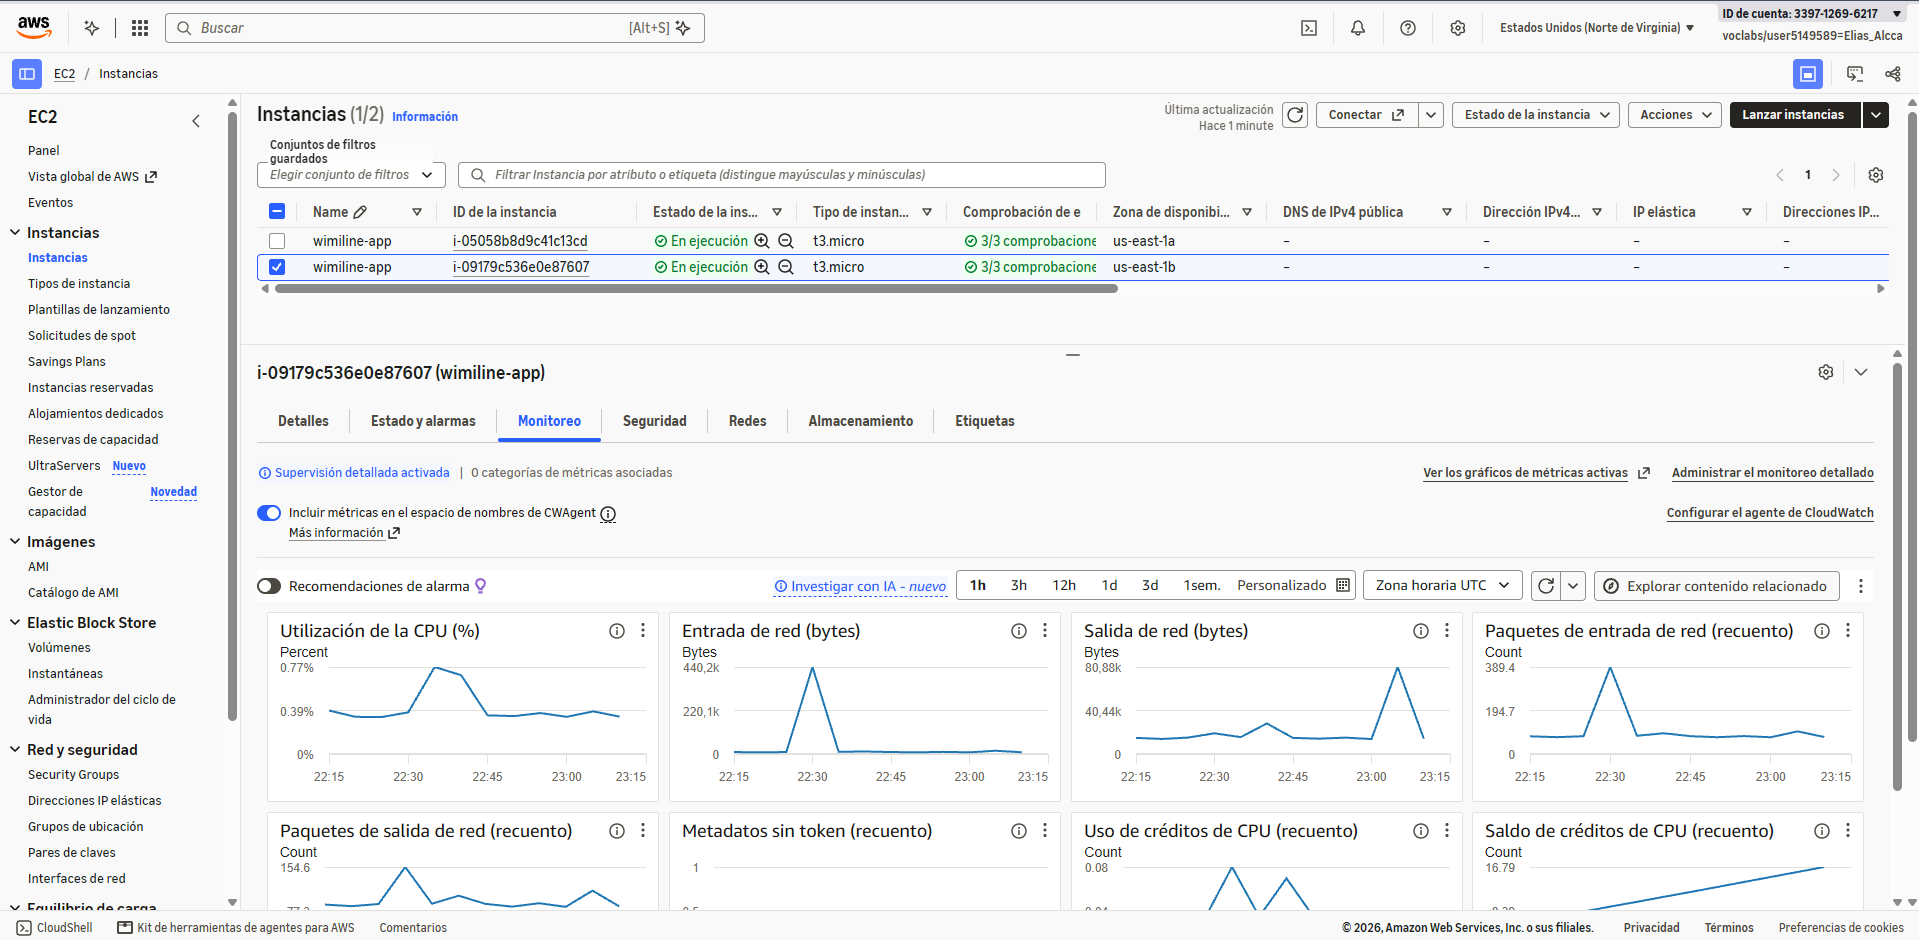 aws
Buscar
[Alt+S]
Estados Unidos (Norte de Virginia)
ID de cuenta: 3397-1269-6217
voclabs/user5149589=Elias_Alcca
EC2 / Instancias
EC2
Panel
Vista global de AWS
Eventos
Instancias
Instancias
Tipos de instancia
Plantillas de lanzamiento
Solicitudes de spot
Savings Plans
Instancias reservadas
Alojamientos dedicados
Reservas de capacidad
UltraServers Nuevo
Gestor de capacidad Novedad
Imágenes
AMI
Catálogo de AMI
Elastic Block Store
Volúmenes
Instantáneas
Administrador del ciclo de vida
Red y seguridad
Security Groups
Direcciones IP elásticas
Grupos de ubicación
Pares de claves
Interfaces de red
Equilibrio de carga
Instancias (1/2) Información
Última actualización
Hace 1 minute
Conectar
Estado de la instancia
Acciones
Lanzar instancias
Conjuntos de filtros guardados
Elegir conjunto de filtros
Filtrar Instancia por atributo o etiqueta (distingue mayúsculas y minúsculas)
1
Name ID de la instancia Estado de la ins... Tipo de instan... Comprobación de e Zona de disponibi... DNS de IPv4 pública Dirección IPv4... IP elástica Direcciones IP...
wimiline-app i-05058b8d9c41c13cd En ejecución t3.micro 3/3 comprobacione us-east-1a – – – –
wimiline-app i-09179c536e0e87607 En ejecución t3.micro 3/3 comprobacione us-east-1b – – – –
i-09179c536e0e87607 (wimiline-app)
Detalles Estado y alarmas Monitoreo Seguridad Redes Almacenamiento Etiquetas
Supervisión detallada activada | 0 categorías de métricas asociadas
Ver los gráficos de métricas activas
Administrar el monitoreo detallado
Incluir métricas en el espacio de nombres de CWAgent
Más información
Configurar el agente de CloudWatch
Recomendaciones de alarma
Investigar con IA - nuevo
1h 3h 12h 1d 3d 1sem. Personalizado
Zona horaria UTC
Explorar contenido relacionado
Utilización de la CPU (%)
Percent
0.77%
0.39%
0%
22:15 22:30 22:45 23:00 23:15
Entrada de red (bytes)
Bytes
440,2k
220,1k
0
22:15 22:30 22:45 23:00 23:15
Salida de red (bytes)
Bytes
80,88k
40,44k
0
22:15 22:30 22:45 23:00 23:15
Paquetes de entrada de red (recuento)
Count
389.4
194.7
0
22:15 22:30 22:45 23:00 23:15
Paquetes de salida de red (recuento)
Count
154.6
Metadatos sin token (recuento)
1
Uso de créditos de CPU (recuento)
Count
0.08
Saldo de créditos de CPU (recuento)
Count
16.79
CloudShell
Kit de herramientas de agentes para AWS
Comentarios
© 2026, Amazon Web Services, Inc. o sus filiales.
Privacidad
Términos
Preferencias de cookies